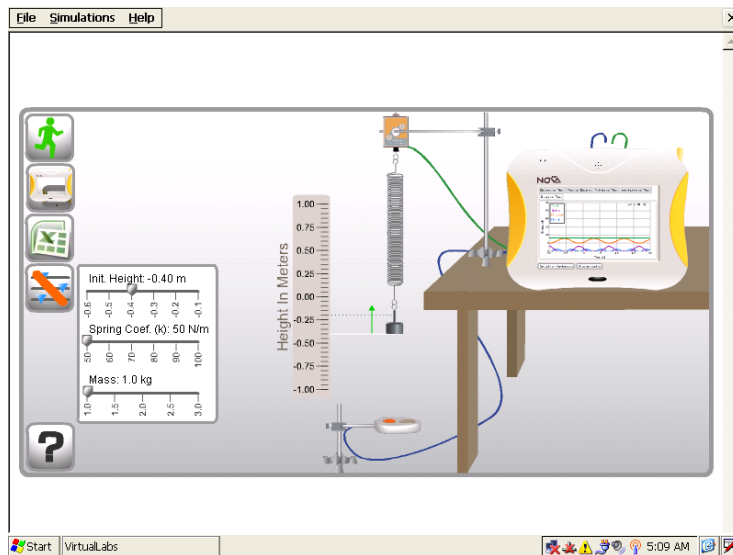 File Simulations Help
Init. Height: -0.40 m
-0.6 -0.5 -0.4 -0.3 -0.2 -0.1
Spring Coef. (k): 50 N/m
50 60 70 80 90 100
Mass: 1.0 kg
1.0 1.5 2.0 2.5 3.0
?
Height In Meters
1.00
0.75
0.50
0.25
0.00
-0.25
-0.50
-0.75
-1.00
Start VirtualLabs 5:09 AM